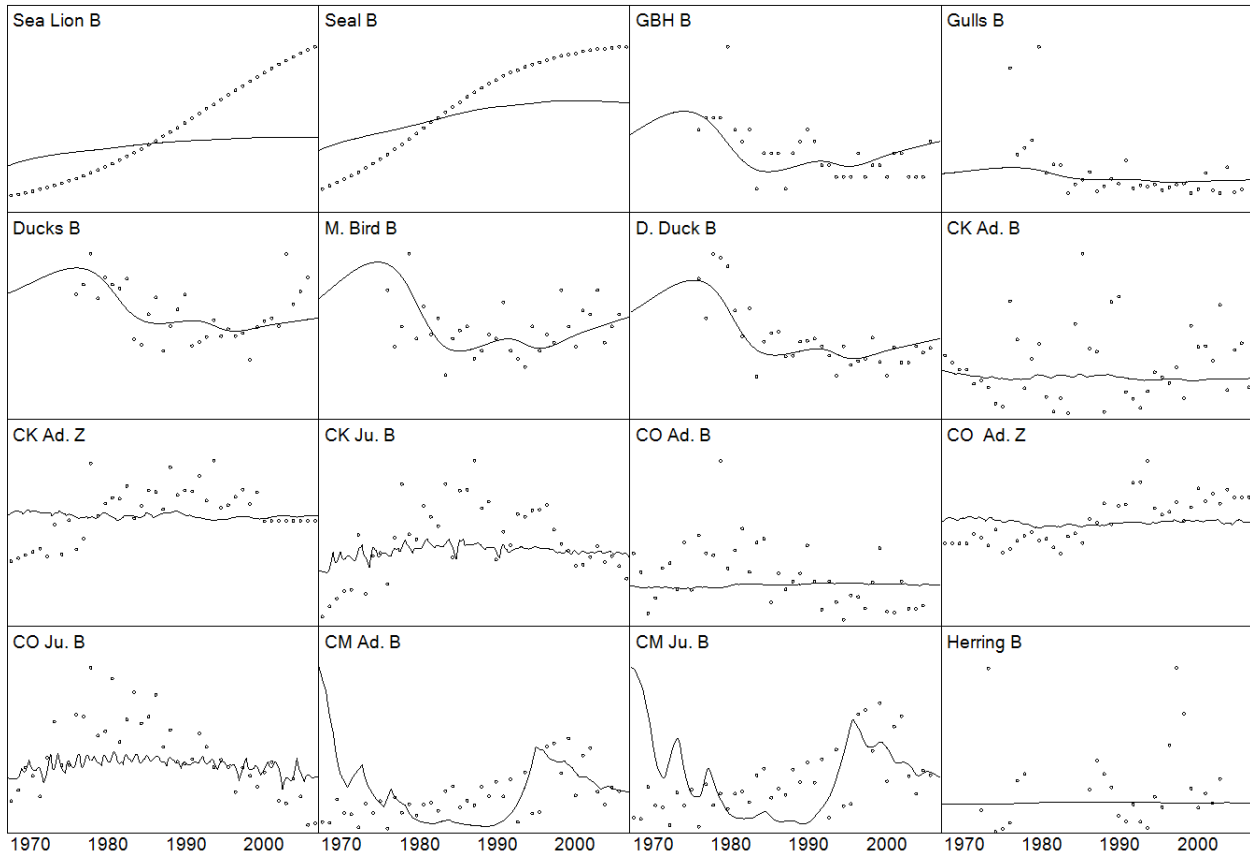 Sea Lion B Seal B GBH B Gulls B
Ducks B M. Bird B D. Duck B CK Ad. B
CK Ad. Z CK Ju. B CO Ad. B CO Ad. Z
CO Ju. B CM Ad. B CM Ju. B Herring B
1970 1980 1990 2000 1970 1980 1990 2000 1970 1980 1990 2000 1970 1980 1990 2000